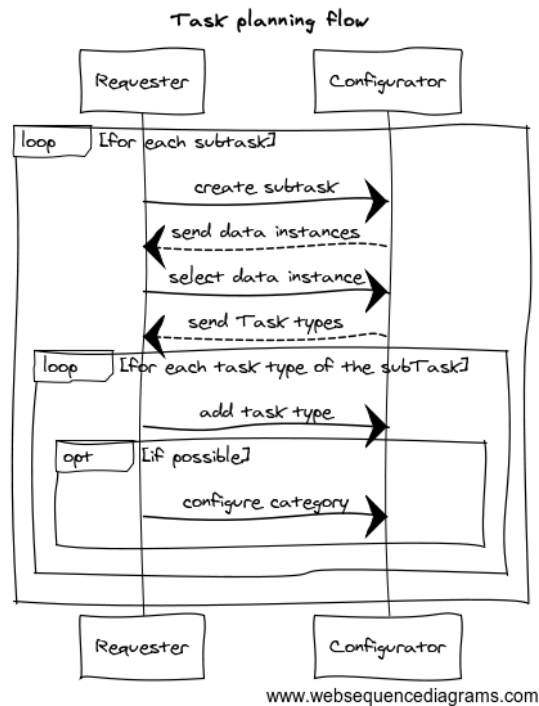 Task planning flow
Requester
Configurator
loop
[for each subtask]
create subtask
send data instances
select data instance
send Task types
loop
[for each task type of the subTask]
add task type
opt
[if possible]
configure category
Requester
Configurator
www.websequencediagrams.com